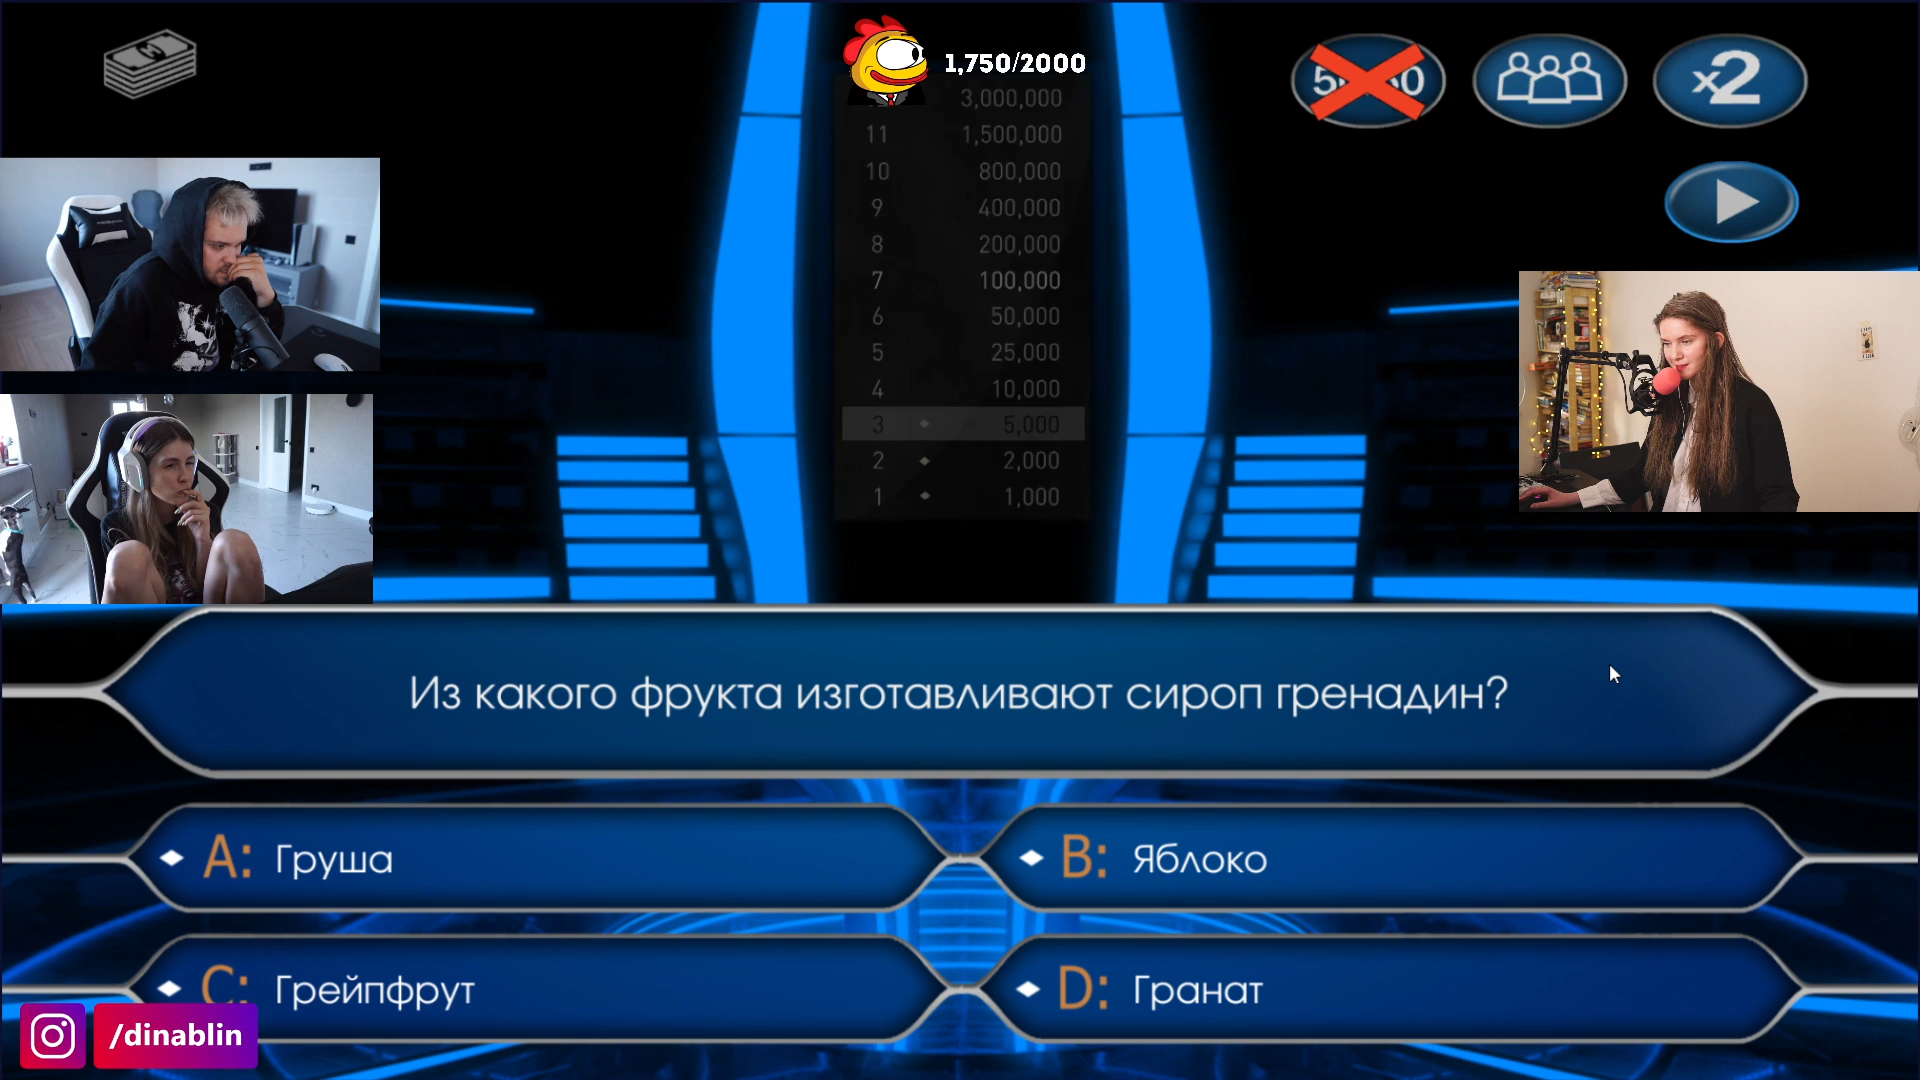 1,750/2000
3,000,000
11 1,500,000
10 800,000
9 400,000
8 200,000
7 100,000
6 50,000
5 25,000
4 10,000
3 5,000
2 2,000
1 1,000
x2
Из какого фрукта изготавливают сироп гренадин?
A: Груша
B: Яблоко
C: Грейпфрут
D: Гранат
/dinablin